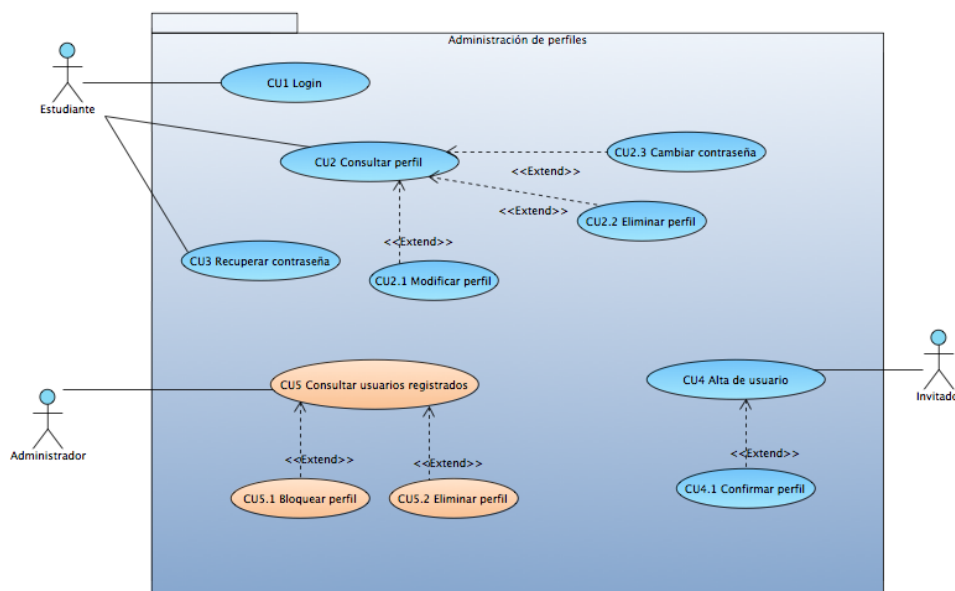 Administración de perfiles
CU1 Login
Estudiante
CU2.3 Cambiar contraseña
CU2 Consultar perfil
<<Extend>>
<<Extend>>
CU2.2 Eliminar perfil
<<Extend>>
CU3 Recuperar contraseña
CU2.1 Modificar perfil
CU5 Consultar usuarios registrados
CU4 Alta de usuario
Invitado
Administrador
<<Extend>>
<<Extend>>
<<Extend>>
CU5.1 Bloquear perfil
CU5.2 Eliminar perfil
CU4.1 Confirmar perfil